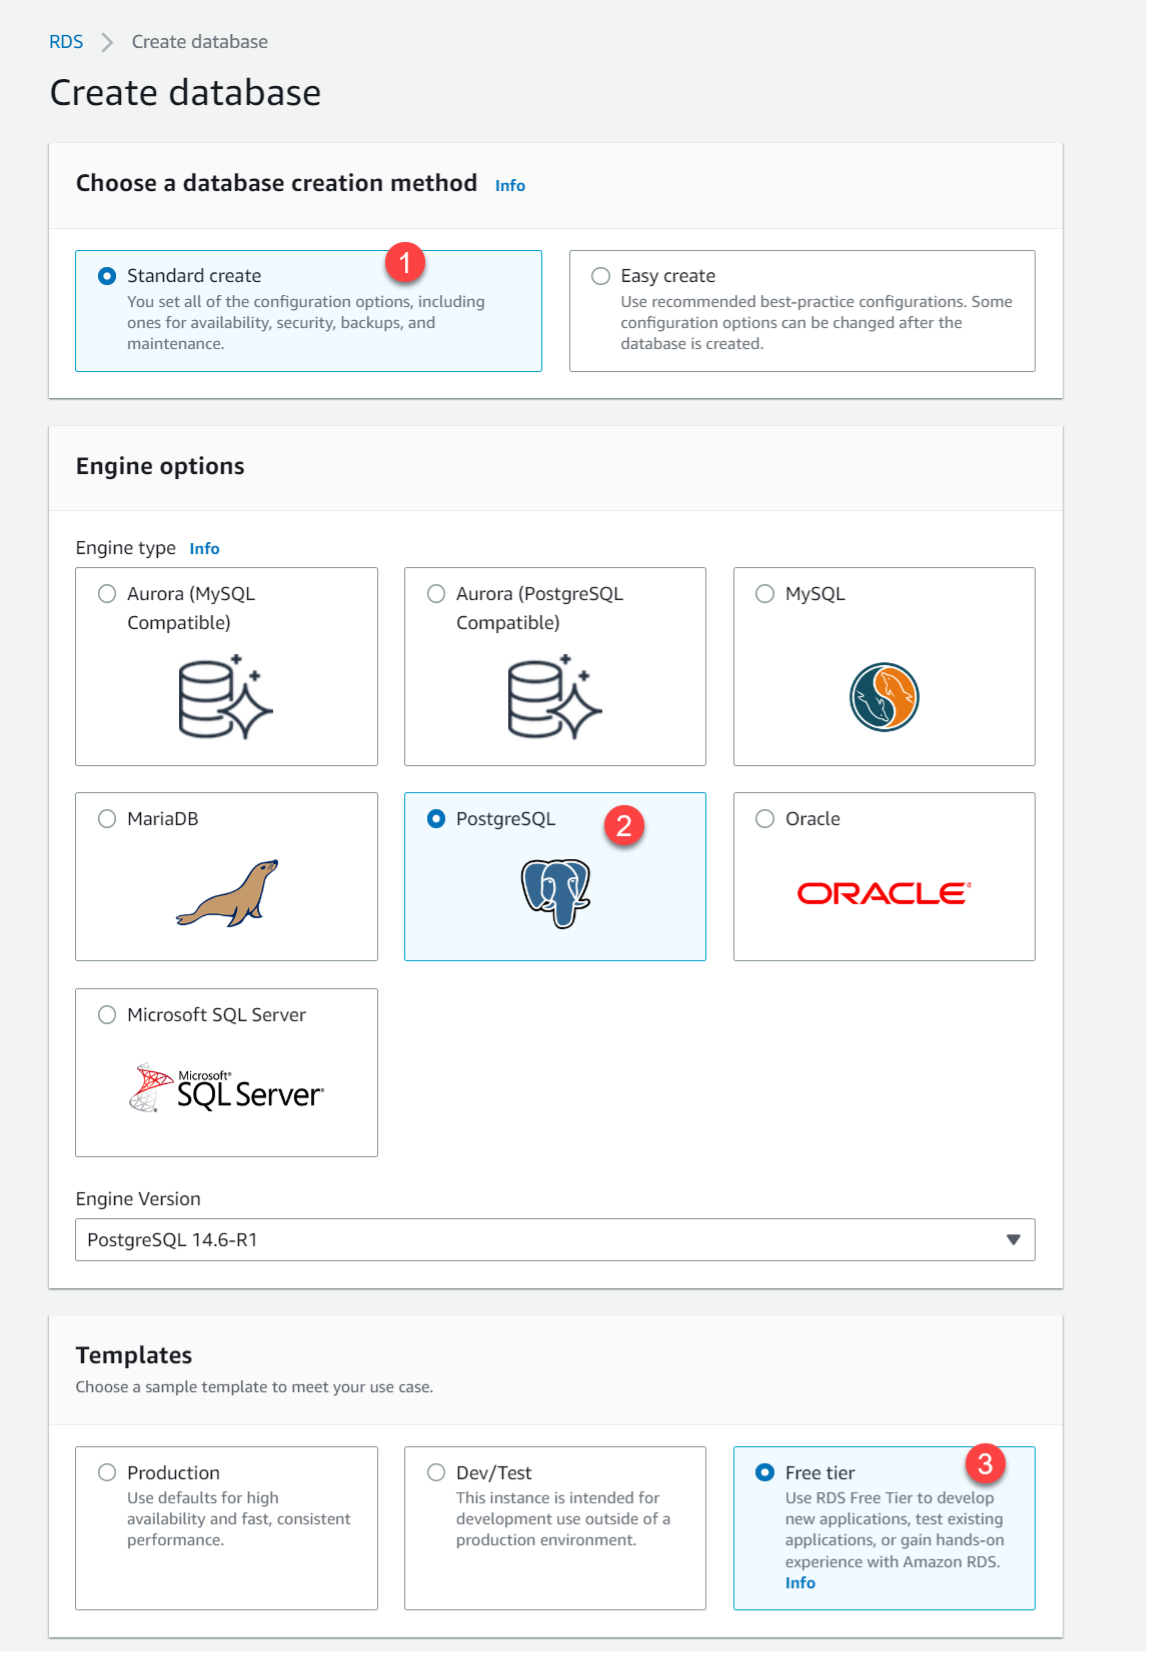 RDS > Create database
Create database
Choose a database creation method Info
1
Standard create
You set all of the configuration options, including
ones for availability, security, backups, and
maintenance.
Easy create
Use recommended best-practice configurations. Some
configuration options can be changed after the
database is created.
Engine options
Engine type Info
Aurora (MySQL
Compatible)
Aurora (PostgreSQL
Compatible)
MySQL
MariaDB
PostgreSQL
2
Oracle
ORACLE®
Microsoft SQL Server
Microsoft®
SQL Server®
Engine Version
PostgreSQL 14.6-R1
Templates
Choose a sample template to meet your use case.
Production
Use defaults for high
availability and fast, consistent
performance.
Dev/Test
This instance is intended for
development use outside of a
production environment.
Free tier
3
Use RDS Free Tier to develop
new applications, test existing
applications, or gain hands-on
experience with Amazon RDS.
Info